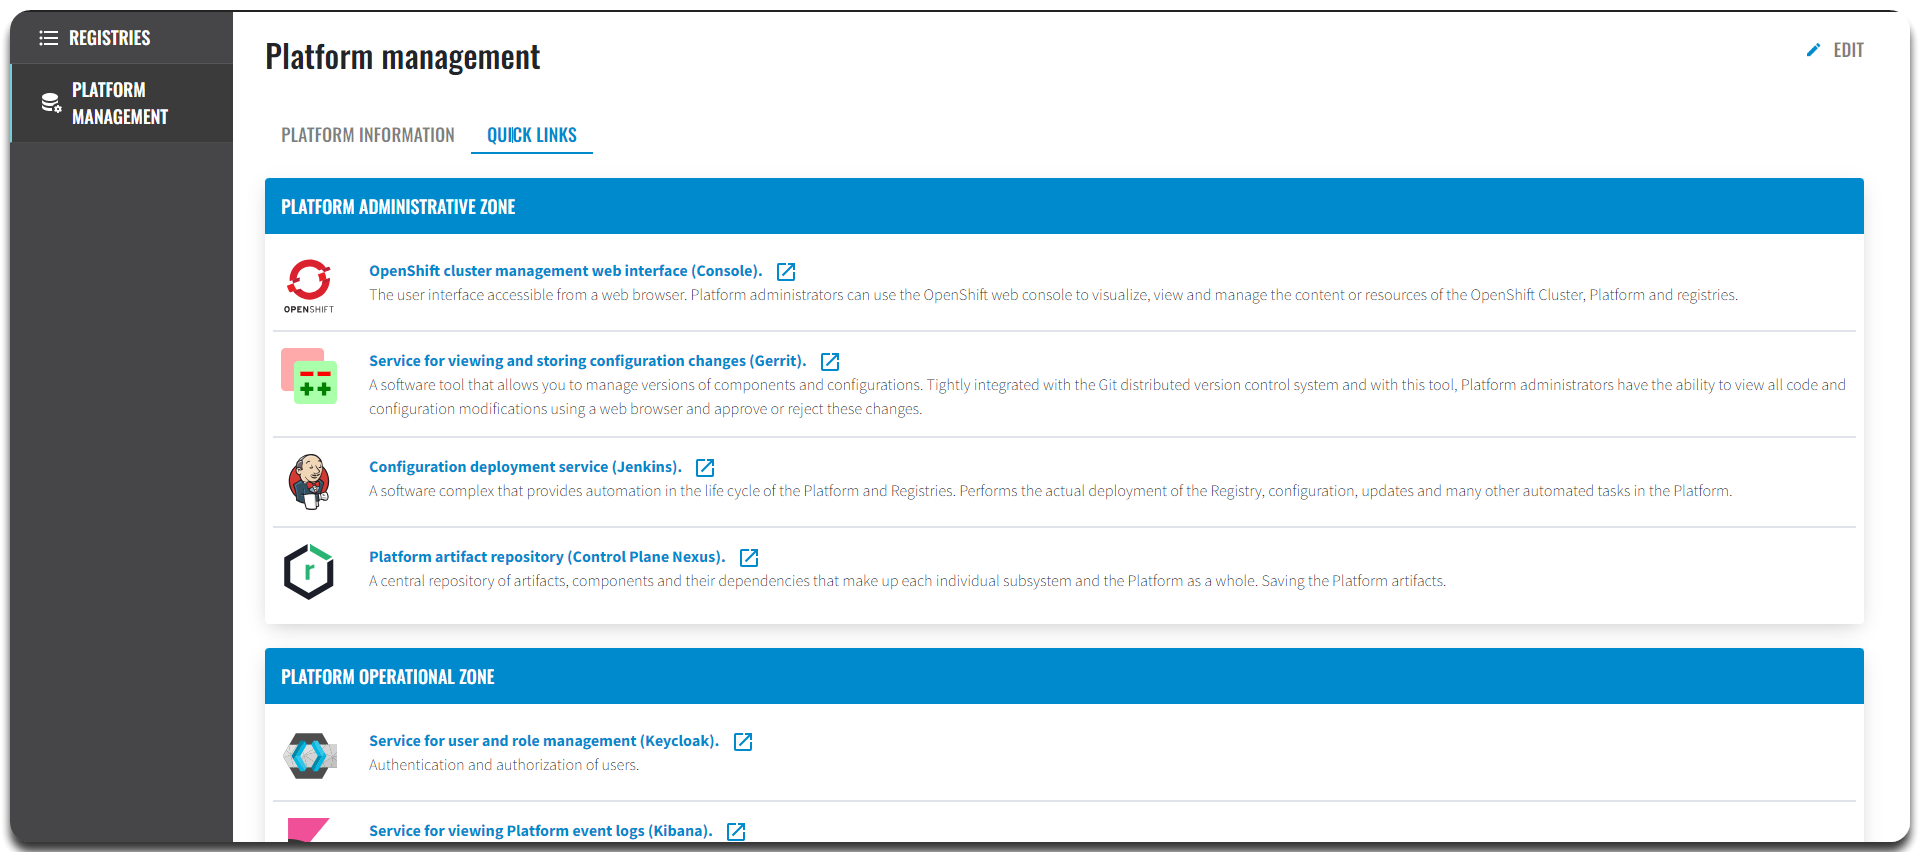 REGISTRIES
PLATFORM
MANAGEMENT
Platform management
EDIT
PLATFORM INFORMATION
QUICK LINKS
PLATFORM ADMINISTRATIVE ZONE
OPENSHIFT
OpenShift cluster management web interface (Console).
The user interface accessible from a web browser. Platform administrators can use the OpenShift web console to visualize, view and manage the content or resources of the OpenShift Cluster, Platform and registries.
Service for viewing and storing configuration changes (Gerrit).
A software tool that allows you to manage versions of components and configurations. Tightly integrated with the Git distributed version control system and with this tool, Platform administrators have the ability to view all code and
configuration modifications using a web browser and approve or reject these changes.
Configuration deployment service (Jenkins).
A software complex that provides automation in the life cycle of the Platform and Registries. Performs the actual deployment of the Registry, configuration, updates and many other automated tasks in the Platform.
r
Platform artifact repository (Control Plane Nexus).
A central repository of artifacts, components and their dependencies that make up each individual subsystem and the Platform as a whole. Saving the Platform artifacts.
PLATFORM OPERATIONAL ZONE
Service for user and role management (Keycloak).
Authentication and authorization of users.
Service for viewing Platform event logs (Kibana).